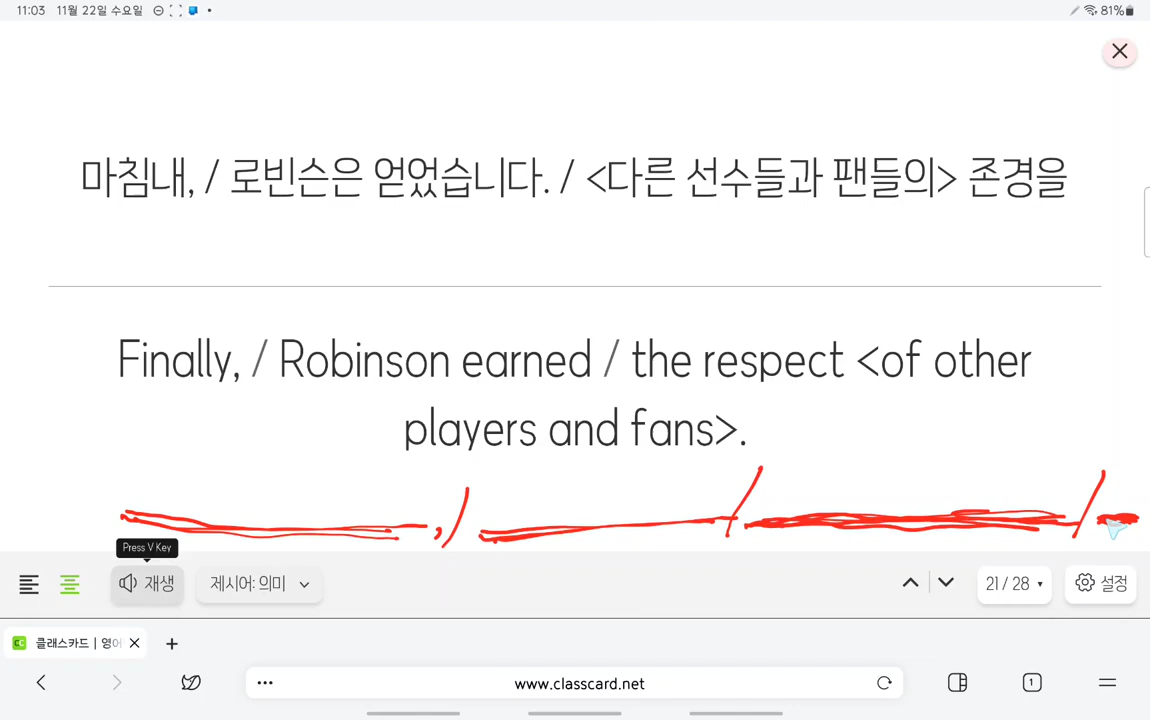 11:03 11월 22일 수요일 81%
마침내, / 로빈슨은 얻었습니다. / <다른 선수들과 팬들의> 존경을
Finally, / Robinson earned / the respect <of other
players and fans>.
Press V Key
재생 제시어: 의미 21 / 28 설정
클래스카드 | 영어
www.classcard.net
1